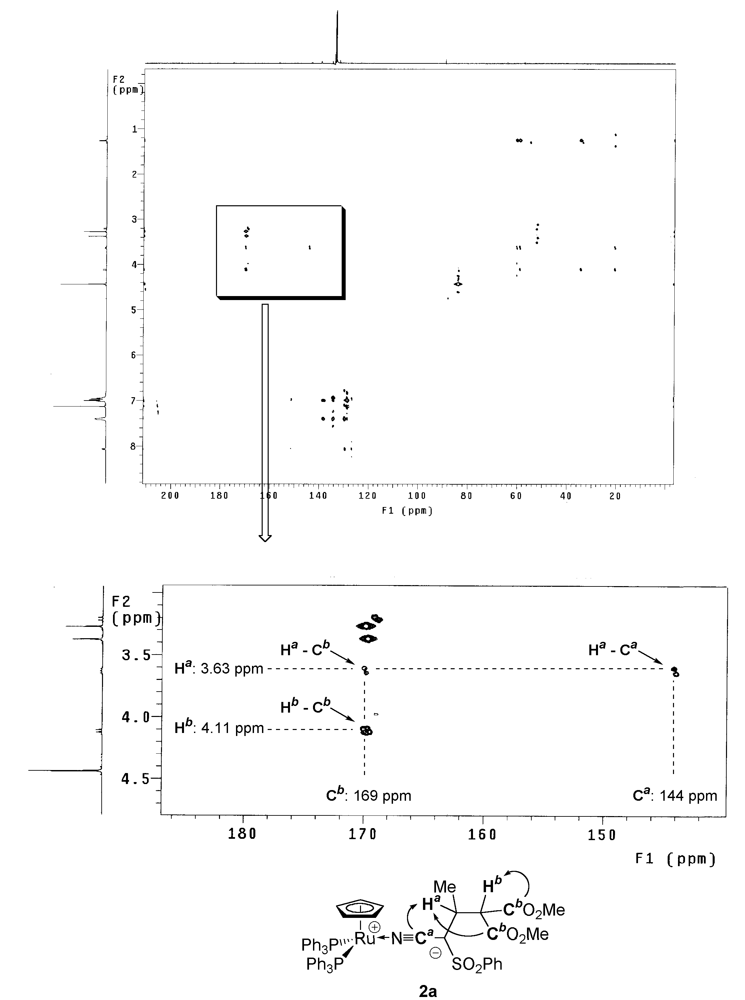 F2
(ppm)
1
2
3
4
5
6
7
8
200 180 160 140 120 100 80 60 40 20
F1 (ppm)
F2
(ppm)
3.5
4.0
4.5
Hᵃ - Cᵇ
Hᵃ - Cᵃ
Hᵃ: 3.63 ppm
Hᵇ - Cᵇ
Hᵇ: 4.11 ppm
Cᵇ: 169 ppm
Cᵃ: 144 ppm
180 170 160 150
F1 (ppm)
Me
Hᵇ
Hᵃ
CᵇO₂Me
CᵇO₂Me
Ph₃P Ru ⊕ N≡Cᵃ
⊖
Ph₃P
SO₂Ph
2a